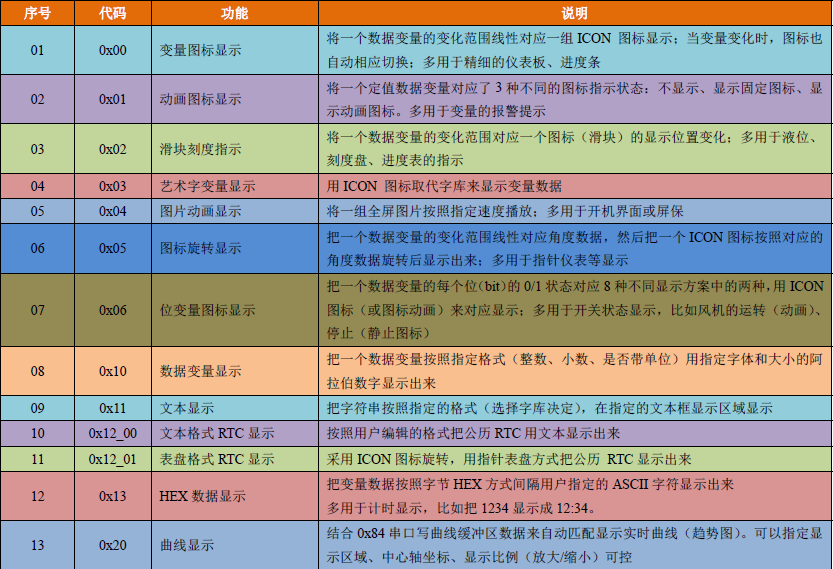 序号 代码 功能 说明
01 0x00 变量图标显示 将一个数据变量的变化范围线性对应一组 ICON 图标显示；当变量变化时，图标也
自动相应切换；多用于精细的仪表板、进度条
02 0x01 动画图标显示 将一个定值数据变量对应了 3 种不同的图标指示状态：不显示、显示固定图标、显
示动画图标。多用于变量的报警提示
03 0x02 滑块刻度指示 将一个数据变量的变化范围对应一个图标（滑块）的显示位置变化；多用于液位、
刻度盘、进度表的指示
04 0x03 艺术字变量显示 用 ICON 图标取代字库来显示变量数据
05 0x04 图片动画显示 将一组全屏图片按照指定速度播放；多用于开机界面或屏保
06 0x05 图标旋转显示 把一个数据变量的变化范围线性对应角度数据，然后把一个 ICON 图标按照对应的
角度数据旋转后显示出来；多用于指针仪表等显示
07 0x06 位变量图标显示 把一个数据变量的每个位（bit）的 0/1 状态对应 8 种不同显示方案中的两种，用 ICON
图标（或图标动画）来对应显示；多用于开关状态显示，比如风机的运转（动画）、
停止（静止图标）
08 0x10 数据变量显示 把一个数据变量按照指定格式（整数、小数、是否带单位）用指定字体和大小的阿
拉伯数字显示出来
09 0x11 文本显示 把字符串按照指定的格式（选择字库决定），在指定的文本框显示区域显示
10 0x12_00 文本格式 RTC 显示 按照用户编辑的格式把公历 RTC 用文本显示出来
11 0x12_01 表盘格式 RTC 显示 采用 ICON 图标旋转，用指针表盘方式把公历 RTC 显示出来
12 0x13 HEX 数据显示 把变量数据按照字节 HEX 方式间隔用户指定的 ASCII 字符显示出来
多用于计时显示，比如把 1234 显示成 12:34。
13 0x20 曲线显示 结合 0x84 串口写曲线缓冲区数据来自动匹配显示实时曲线（趋势图）。可以指定显
示区域、中心轴坐标、显示比例（放大/缩小）可控